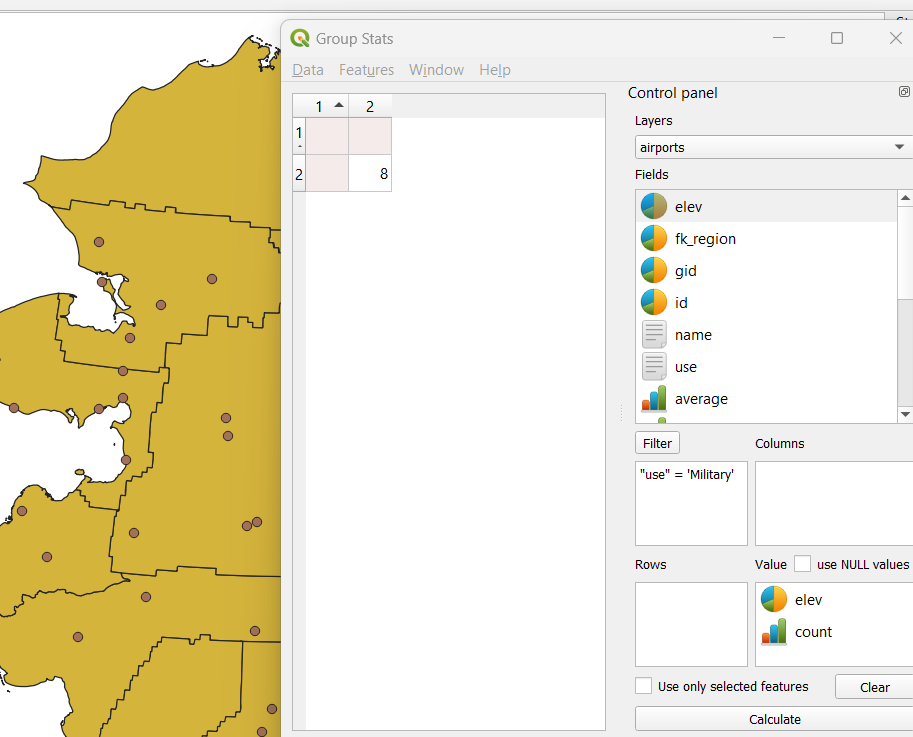 Group Stats
Data Features Window Help
1 2
1
2 8
Control panel
Layers
airports
Fields
elev
fk_region
gid
id
name
use
average
Filter Columns
"use" = 'Military'
Rows Value use NULL values
elev
count
Use only selected features Clear
Calculate